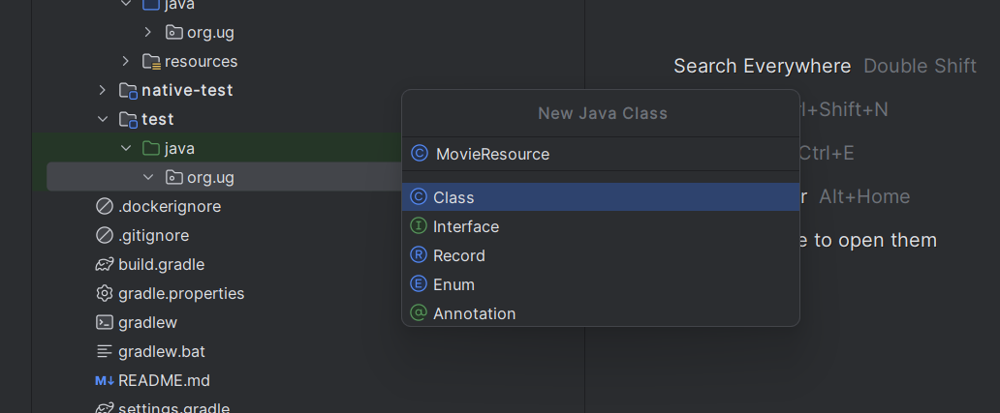 java
org.ug
resources
native-test
test
java
org.ug
.dockerignore
.gitignore
build.gradle
gradle.properties
gradlew
gradlew.bat
M↓ README.md
settings.gradle
New Java Class
C MovieResource
C Class
I Interface
R Record
E Enum
@ Annotation
Search Everywhere Double Shift
l+Shift+N
Ctrl+E
r Alt+Home
e to open them